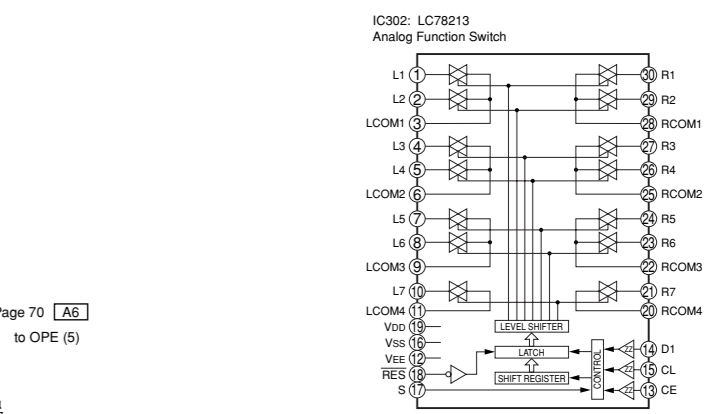 IC302: LC78213
Analog Function Switch
L1 1 30 R1
L2 2 29 R2
LCOM1 3 28 RCOM1
L3 4 27 R3
L4 5 26 R4
LCOM2 6 25 RCOM2
L5 7 24 R5
L6 8 23 R6
LCOM3 9 22 RCOM3
L7 10 21 R7
LCOM4 11 20 RCOM4
VDD 19 LEVEL SHIFTER
VSS 16
VEE 12 LATCH CONTROL 14 D1
RES 18 15 CL
S 17 SHIFT REGISTER 13 CE
Page 70 A6
to OPE (5)